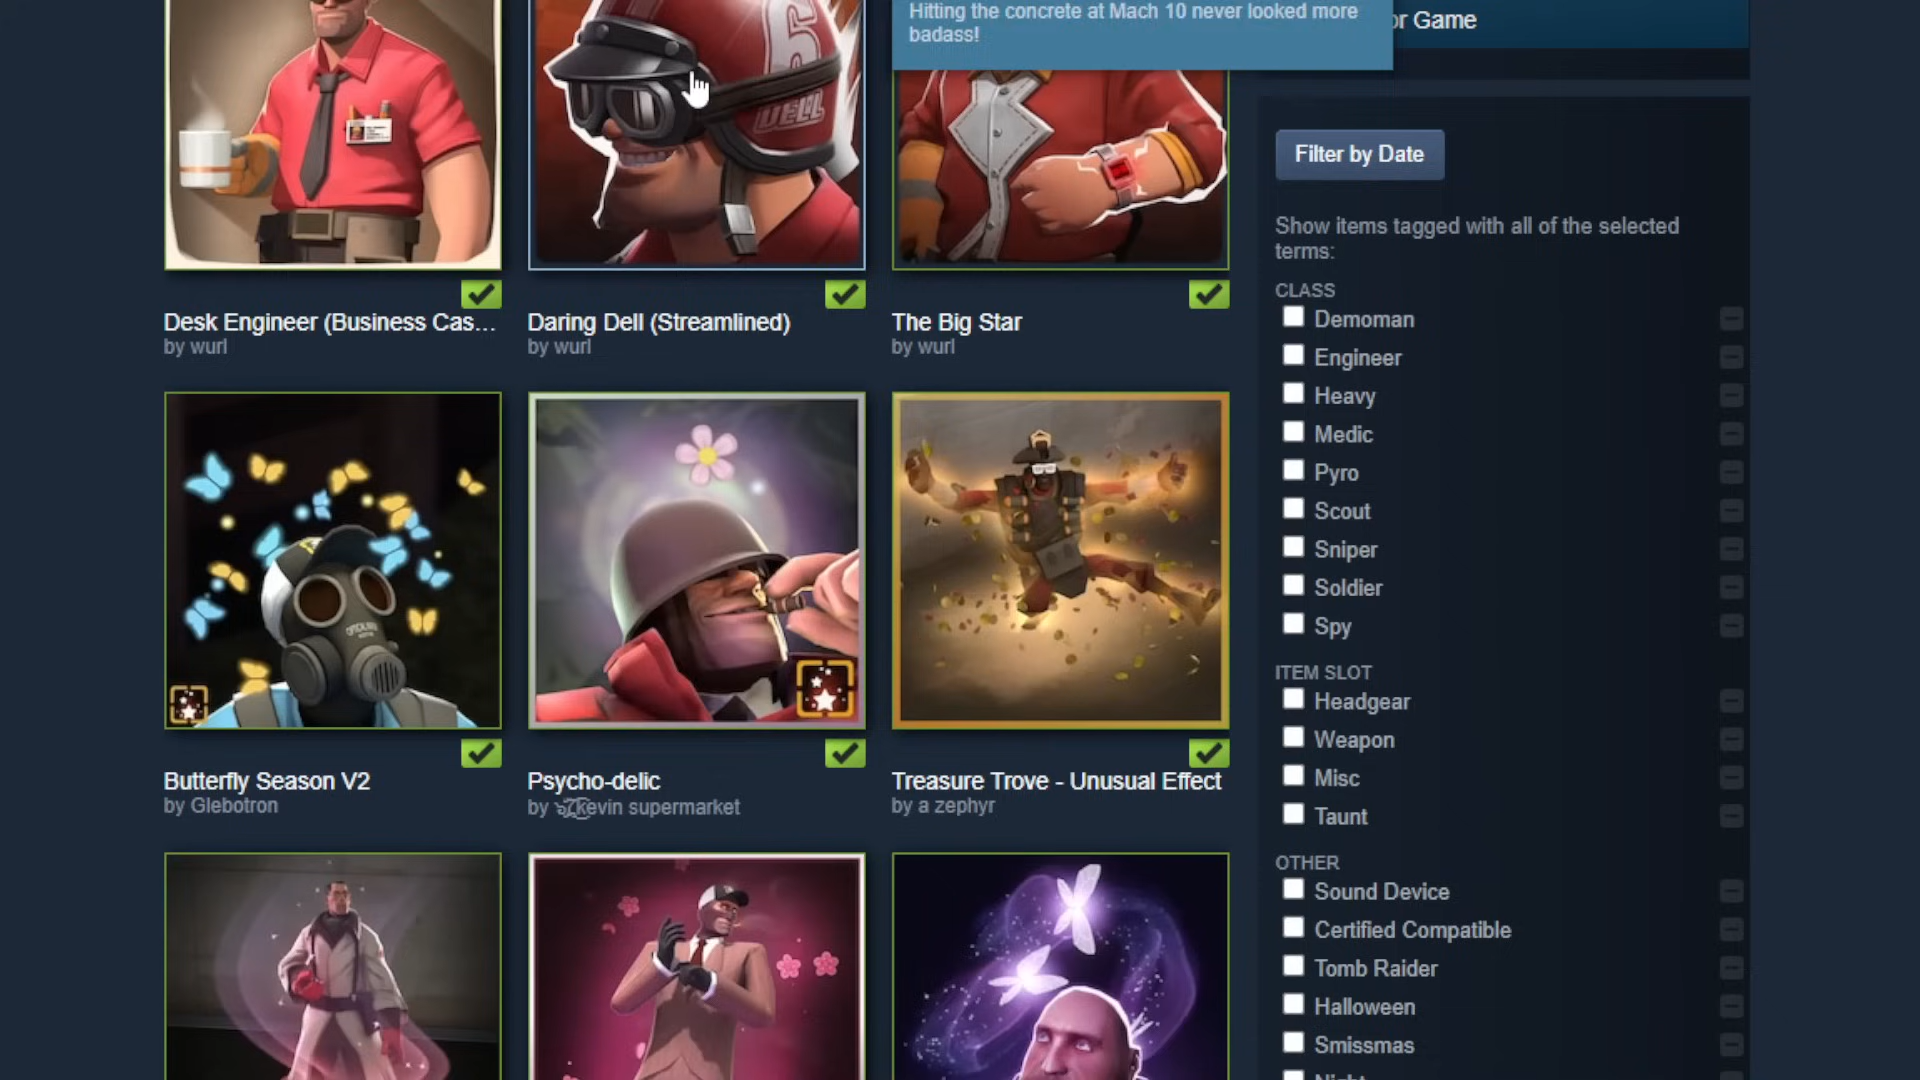 Hitting the concrete at Mach 10 never looked more
badass!
or Game
6
DELL
Filter by Date
Show items tagged with all of the selected
terms:
CLASS
Demoman
Engineer
Heavy
Medic
Pyro
Scout
Sniper
Soldier
Spy
ITEM SLOT
Headgear
Weapon
Misc
Taunt
OTHER
Sound Device
Certified Compatible
Tomb Raider
Halloween
Smissmas
Desk Engineer (Business Cas...
by wurl
Daring Dell (Streamlined)
by wurl
The Big Star
by wurl
Butterfly Season V2
by Glebotron
Psycho-delic
by kevin supermarket
Treasure Trove - Unusual Effect
by a zephyr